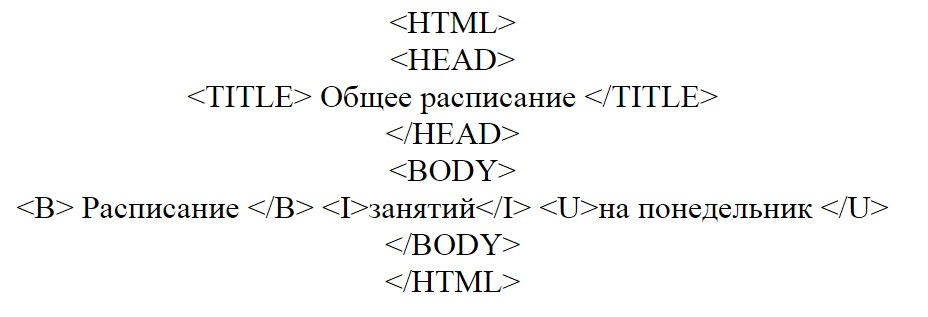 <HTML>
<HEAD>
<TITLE> Общее расписание </TITLE>
</HEAD>
<BODY>
<B> Расписание </B> <I>занятий</I> <U>на понедельник </U>
</BODY>
</HTML>